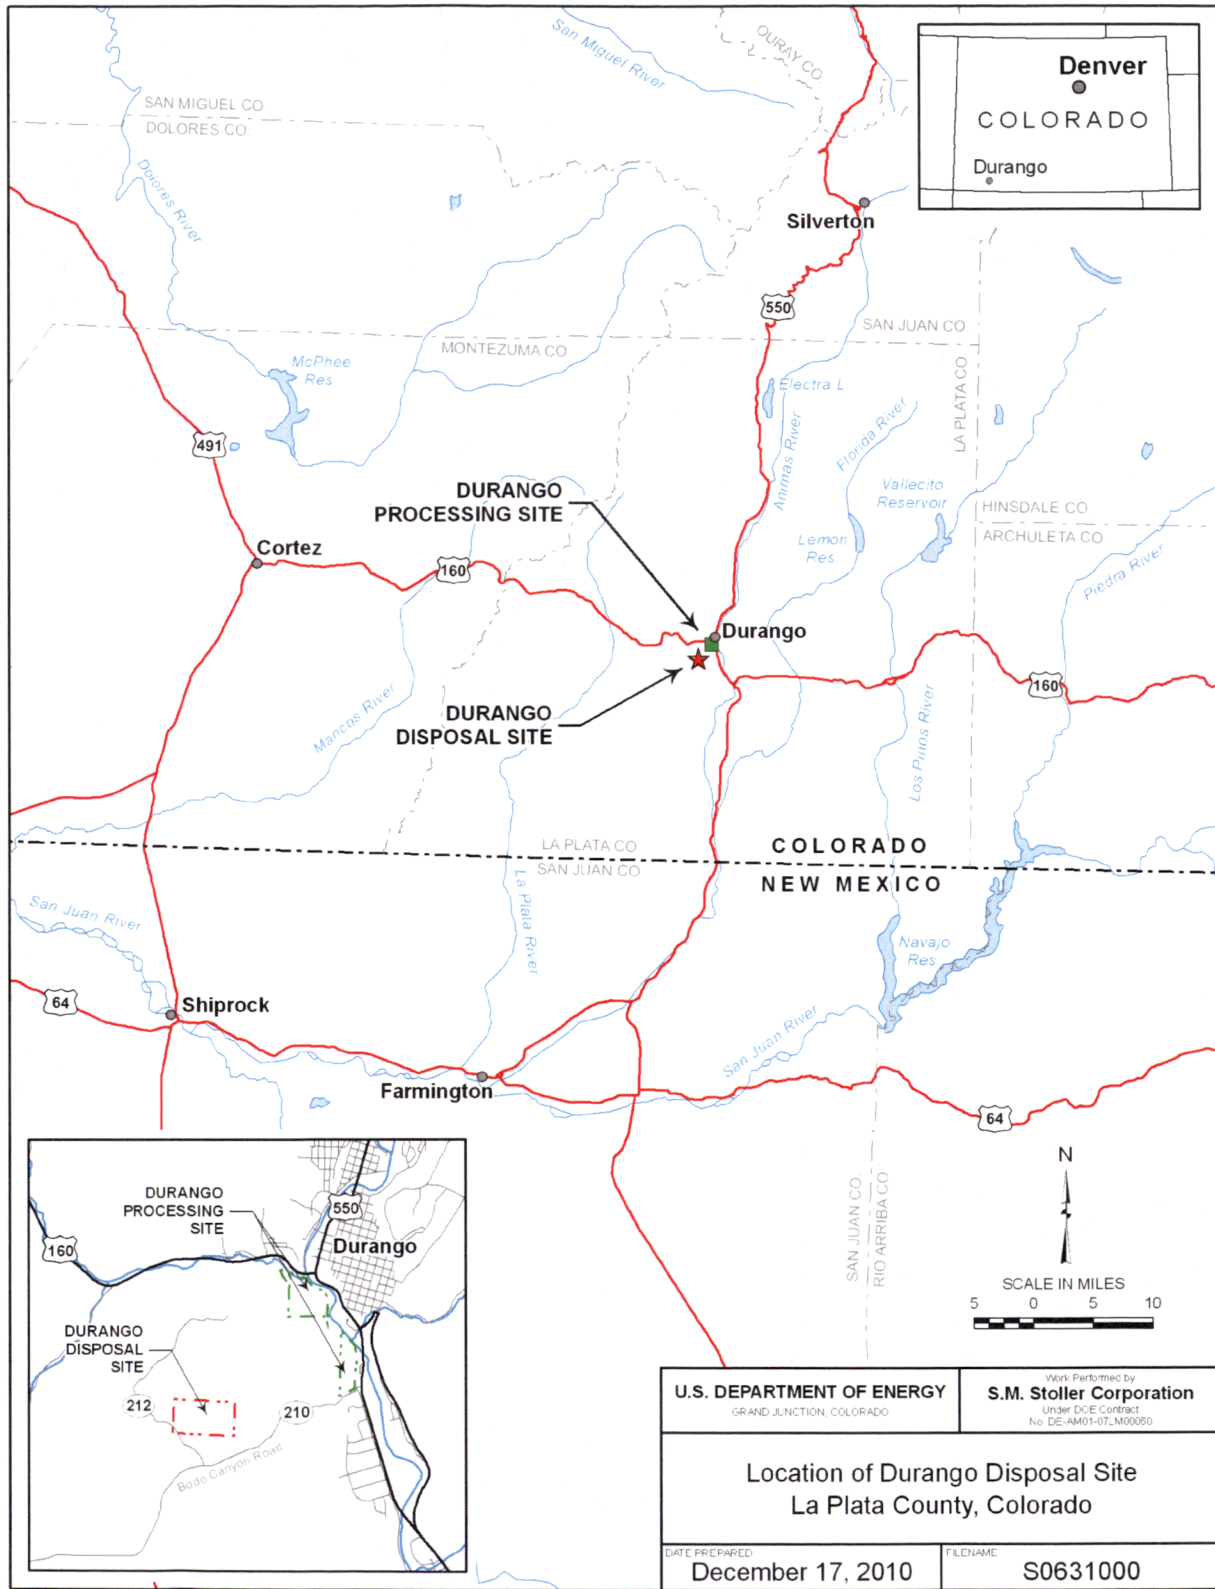 San Miguel River
OURAY CO
Denver
COLORADO
Durango
SAN MIGUEL CO
DOLORES CO
Dolores River
Silverton
550
SAN JUAN CO
MONTEZUMA CO
LA PLATA CO
McPhee
Res
Electra L
Animas River
Florida River
491
Vallecito
Reservoir
DURANGO
PROCESSING SITE
HINSDALE CO
ARCHULETA CO
Lemon
Res
Cortez
160
Piedra River
Durango
160
Mancos River
DURANGO
DISPOSAL SITE
Los Pinos River
LA PLATA CO
SAN JUAN CO
COLORADO
NEW MEXICO
La Plata River
San Juan River
Navajo
Res
64
Shiprock
San Juan River
Farmington
64
SAN JUAN CO
RIO ARRIBA CO
N
SCALE IN MILES
5 0 5 10
DURANGO
PROCESSING
SITE
550
160
Durango
DURANGO
DISPOSAL
SITE
212
210
Bodo Canyon Road
U.S. DEPARTMENT OF ENERGY
GRAND JUNCTION, COLORADO
Work Performed by
S.M. Stoller Corporation
Under DOE Contract
No. DE-AM01-07LM00060
Location of Durango Disposal Site
La Plata County, Colorado
DATE PREPARED
December 17, 2010
FILENAME
S0631000